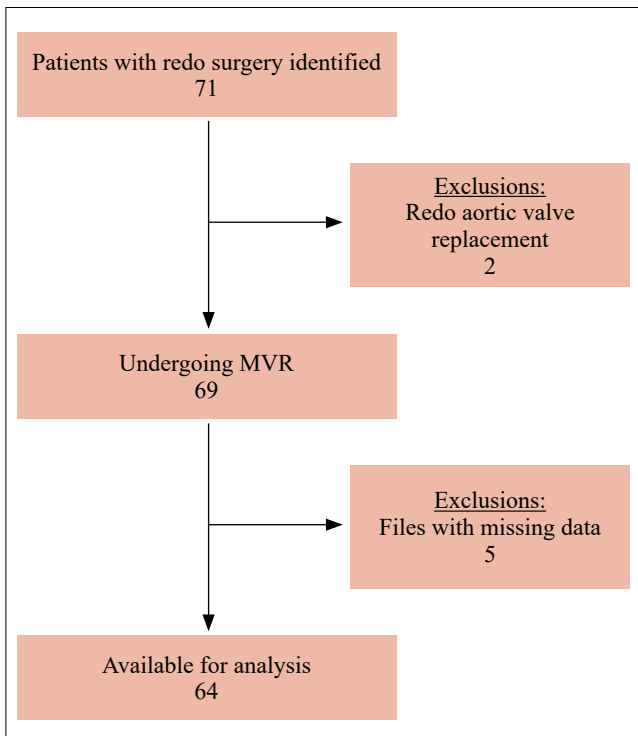 Patients with redo surgery identified
71
Exclusions:
Redo aortic valve
replacement
2
Undergoing MVR
69
Exclusions:
Files with missing data
5
Available for analysis
64